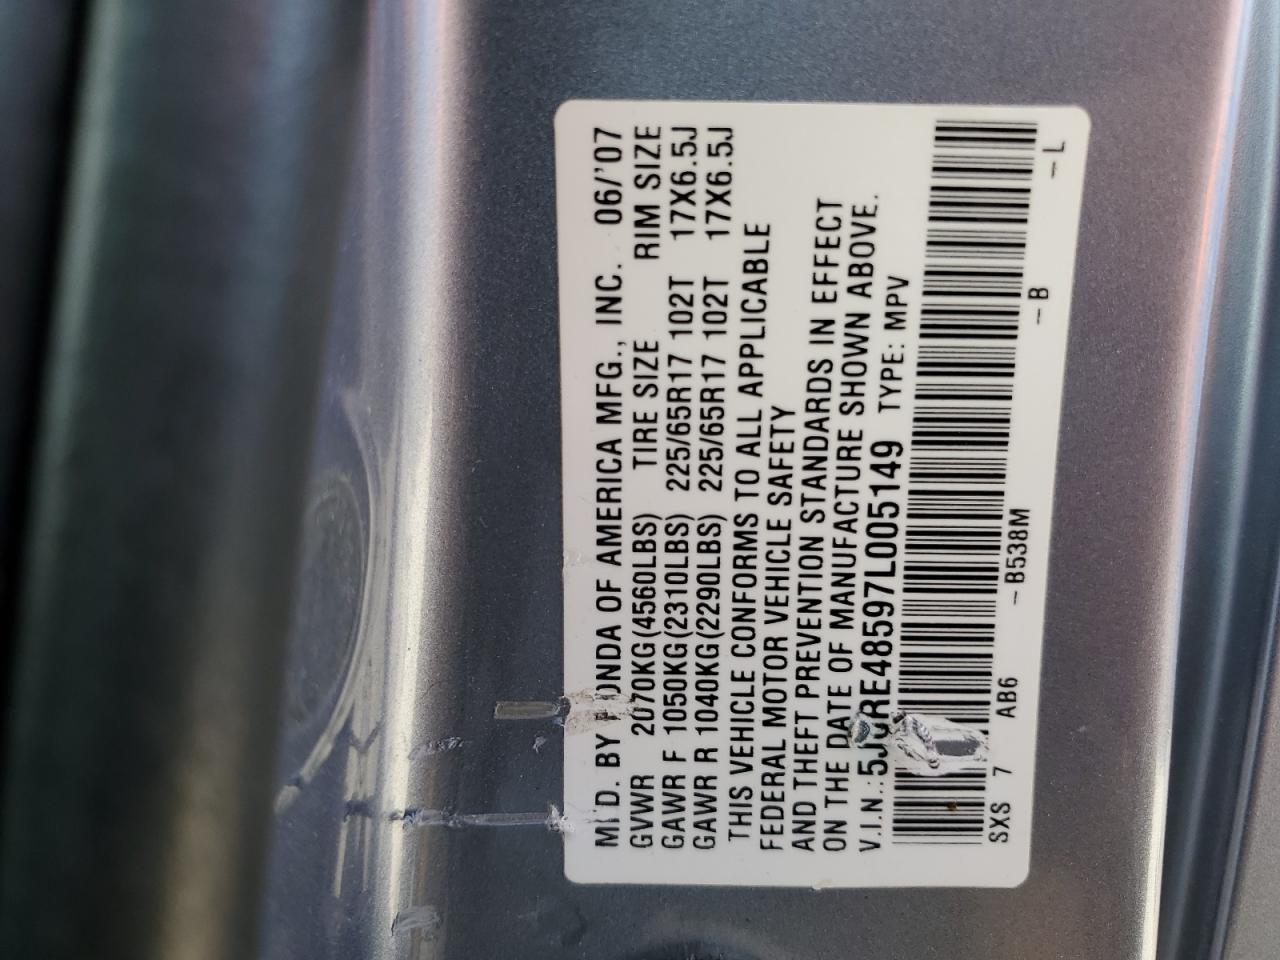 MFD. BY HONDA OF AMERICA MFG., INC. 06/'07
GVWR 2070KG(4560LBS) TIRE SIZE RIM SIZE
GAWR F 1050KG(2310LBS) 225/65R17 102T 17X6.5J
GAWR R 1040KG(2290LBS) 225/65R17 102T 17X6.5J
THIS VEHICLE CONFORMS TO ALL APPLICABLE
FEDERAL MOTOR VEHICLE SAFETY
AND THEFT PREVENTION STANDARDS IN EFFECT
ON THE DATE OF MANUFACTURE SHOWN ABOVE.
V.I.N.: 5J6RE48597L005149 TYPE: MPV
SXS 7 AB6 -B538M -B -L